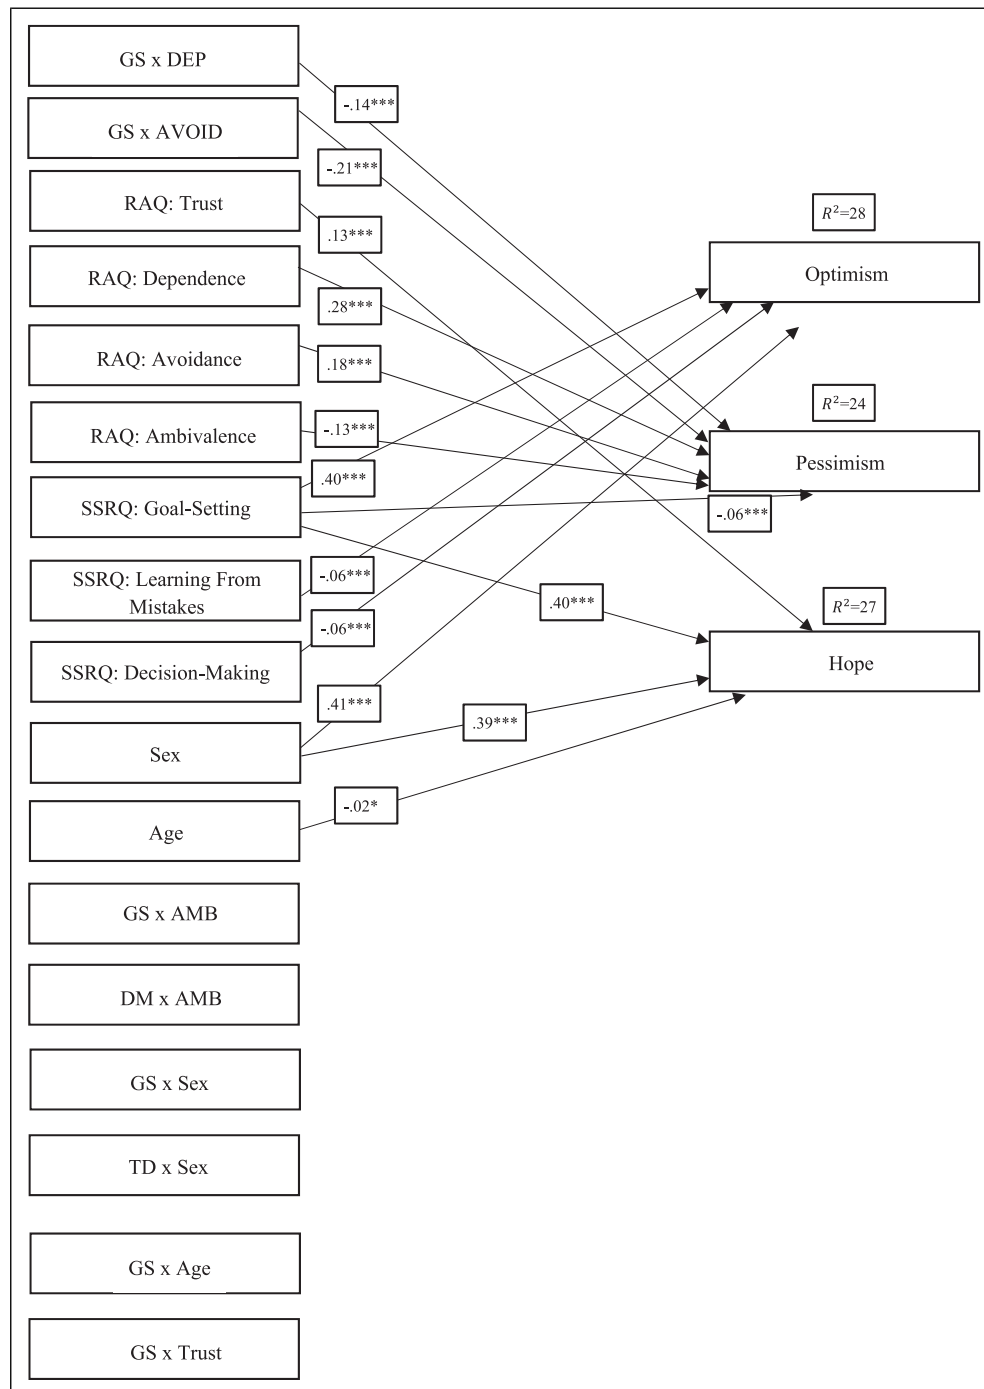 GS x DEP
-.14***
GS x AVOID
-.21***
RAQ: Trust
.13***
R²=28
Optimism
RAQ: Dependence
.28***
RAQ: Avoidance
.18***
R²=24
RAQ: Ambivalence
-.13***
Pessimism
.40***
SSRQ: Goal-Setting
-.06***
SSRQ: Learning From
Mistakes
-.06***
.40***
R²=27
-.06***
SSRQ: Decision-Making
Hope
.41***
.39***
Sex
-.02*
Age
GS x AMB
DM x AMB
GS x Sex
TD x Sex
GS x Age
GS x Trust